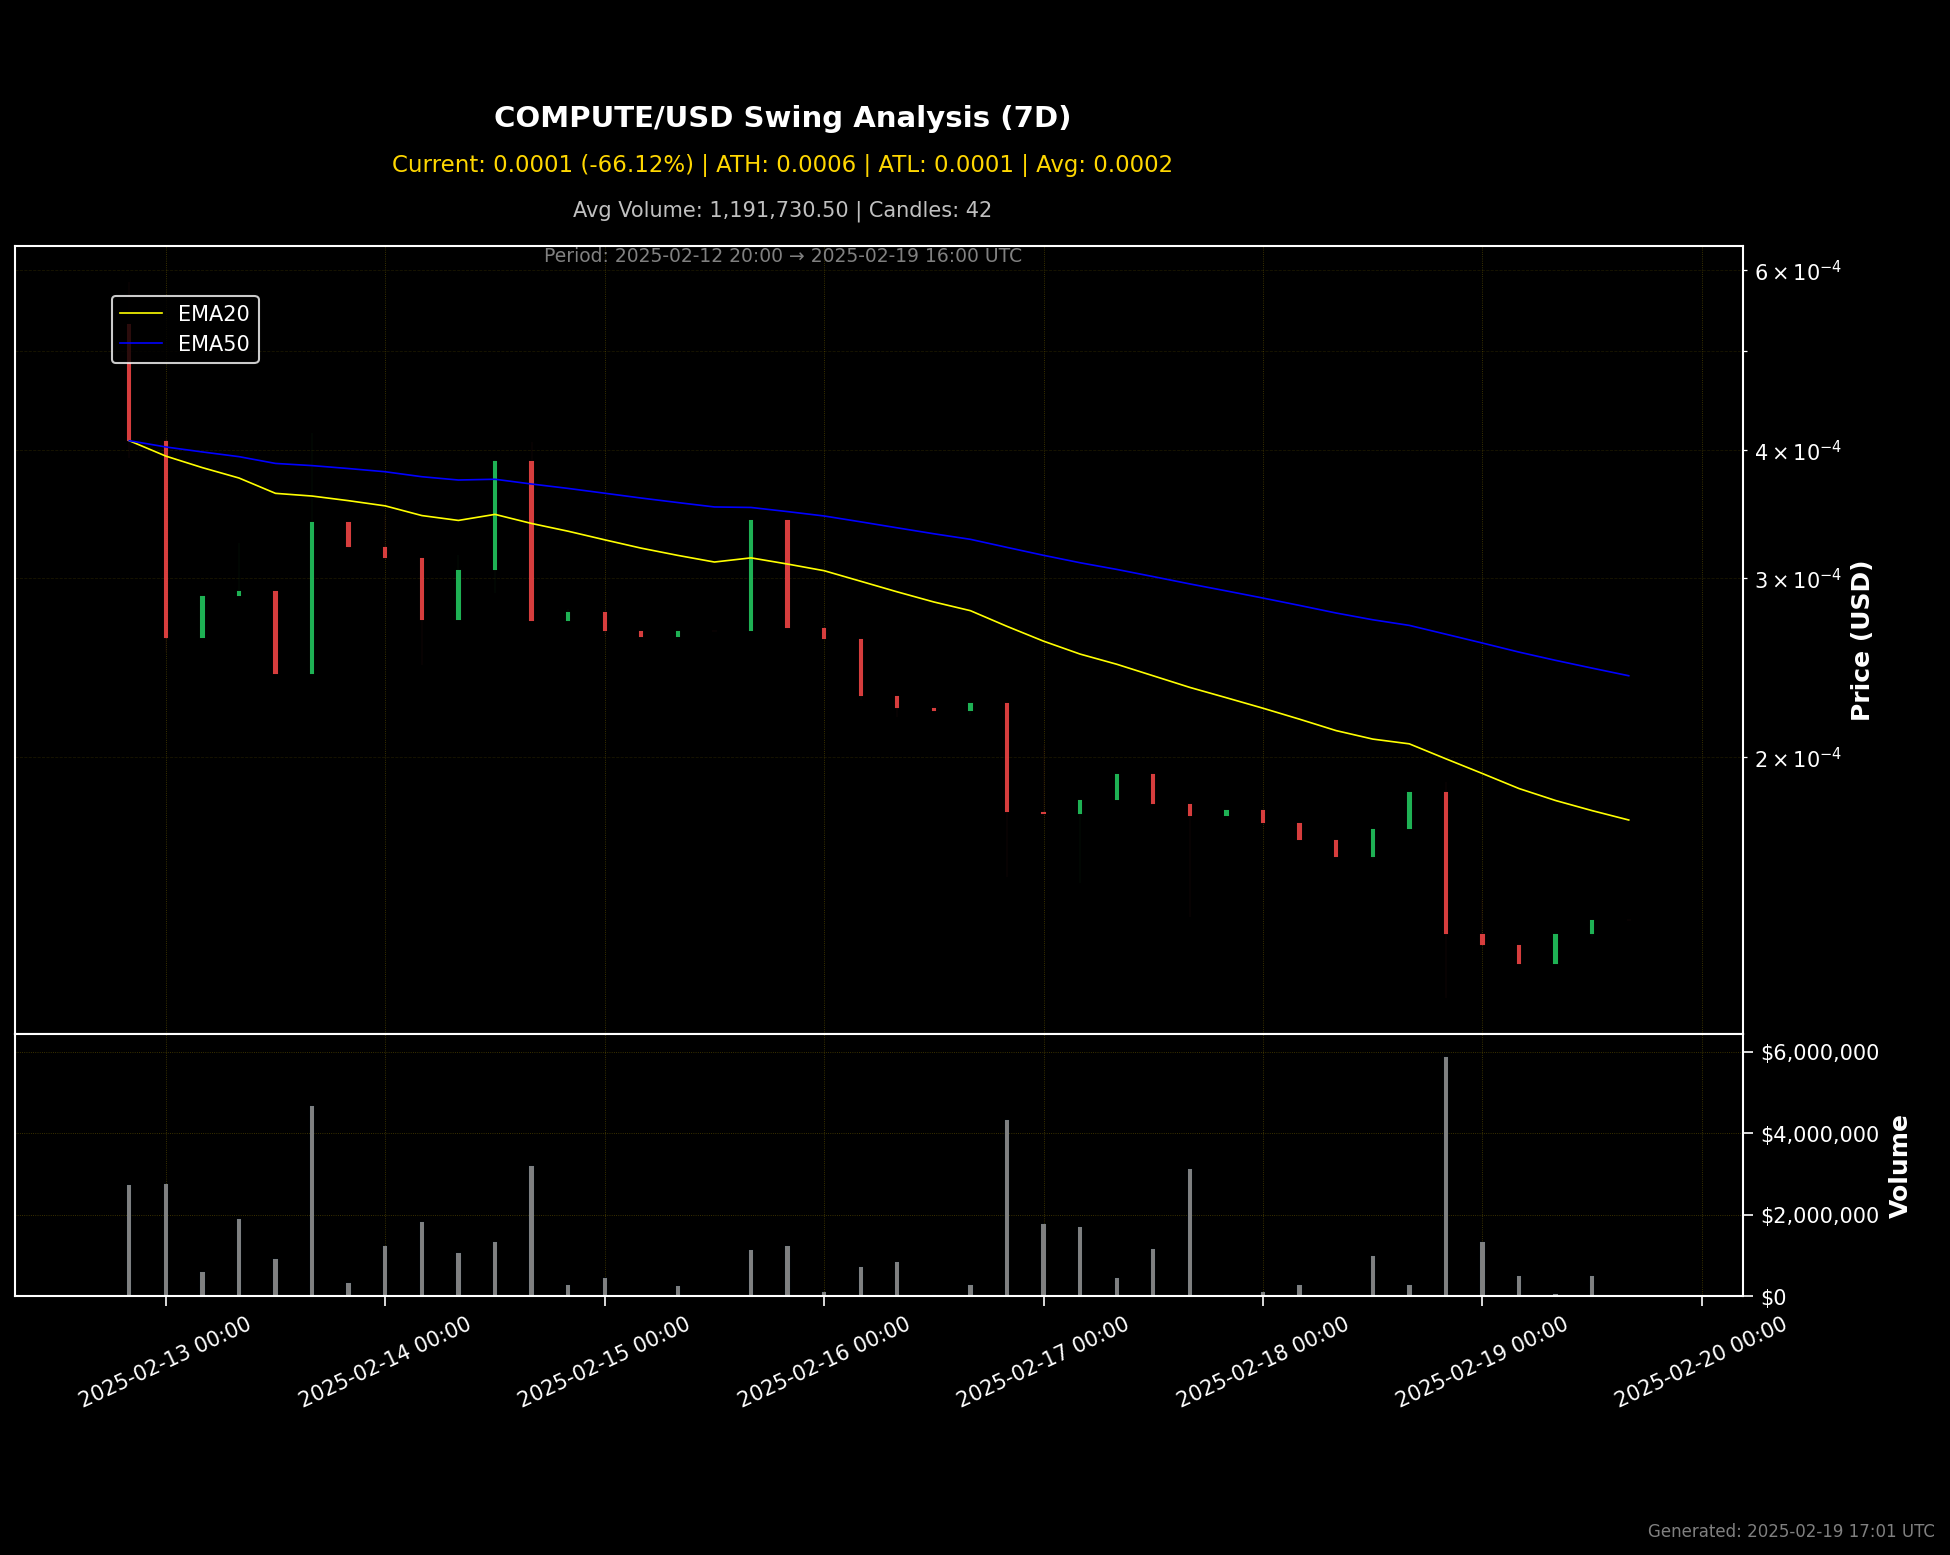 COMPUTE/USD Swing Analysis (7D)
Current: 0.0001 (-66.12%) | ATH: 0.0006 | ATL: 0.0001 | Avg: 0.0002
Avg Volume: 1,191,730.50 | Candles: 42
Period: 2025-02-12 20:00 → 2025-02-19 16:00 UTC
EMA20
EMA50
6 × 10⁻⁴
4 × 10⁻⁴
3 × 10⁻⁴
2 × 10⁻⁴
Price (USD)
$6,000,000
$4,000,000
$2,000,000
$0
Volume
2025-02-13 00:00
2025-02-14 00:00
2025-02-15 00:00
2025-02-16 00:00
2025-02-17 00:00
2025-02-18 00:00
2025-02-19 00:00
2025-02-20 00:00
Generated: 2025-02-19 17:01 UTC